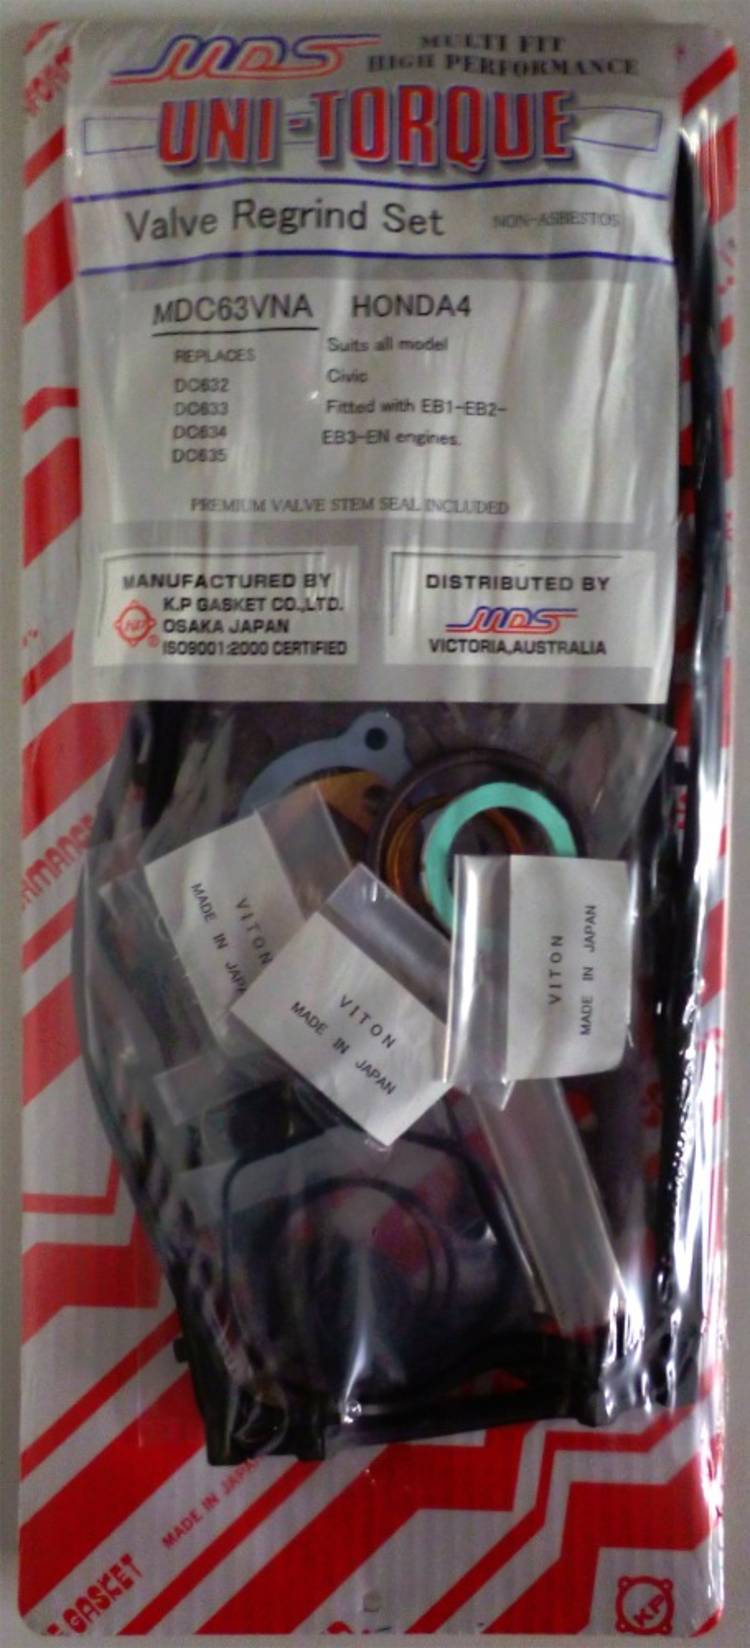 MDS
MULTI FIT
HIGH PERFORMANCE
UNI-TORQUE
Valve Regrind Set NON-ASBESTOS
MDC63VNA HONDA4
REPLACES
DC632
DC633
DC634
DC635
Suits all model
Civic
Fitted with EB1-EB2-
EB3-EN engines.
PREMIUM VALVE STEM SEAL INCLUDED
MANUFACTURED BY
K.P GASKET CO.,LTD.
OSAKA JAPAN
ISO9001:2000 CERTIFIED
DISTRIBUTED BY
MDS
VICTORIA,AUSTRALIA
VITON
MADE IN JAPA
VITON
MADE IN JAPAN
VITON
MADE IN JAPAN
MADE IN JAPAN
GASKET
KP